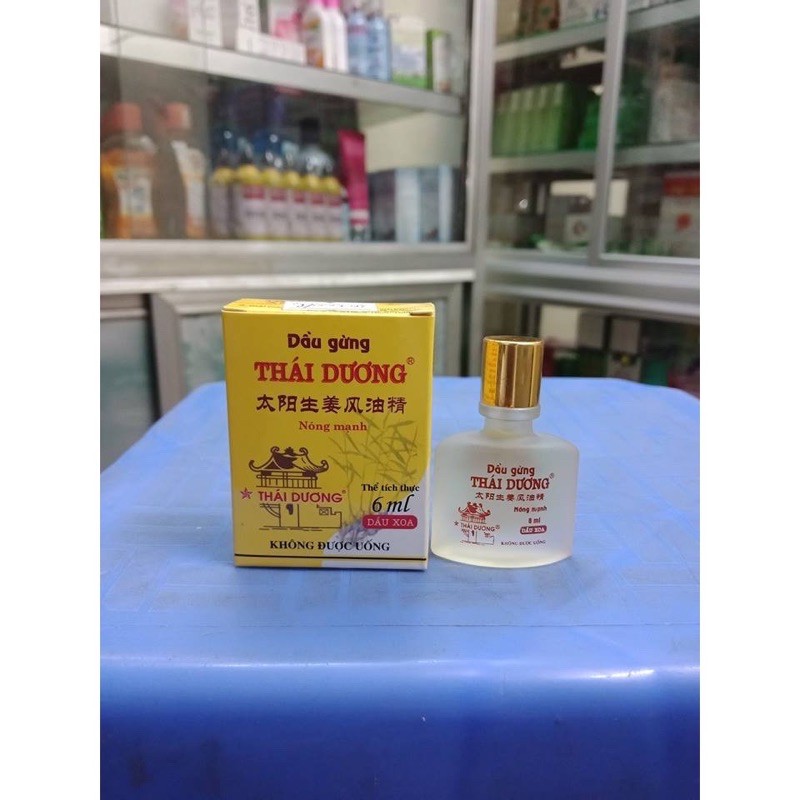 Dầu gừng
THÁI DƯƠNG®
太阳生姜风油精
Nóng mạnh
THÁI DƯƠNG®
Thể tích thực
6 ml
DẦU XOA
KHÔNG ĐƯỢC UỐNG
Dầu gừng
THÁI DƯƠNG®
太阳生姜风油精
Nóng mạnh
6 ml
THÁI DƯƠNG®
DẦU XOA
KHÔNG ĐƯỢC UỐNG